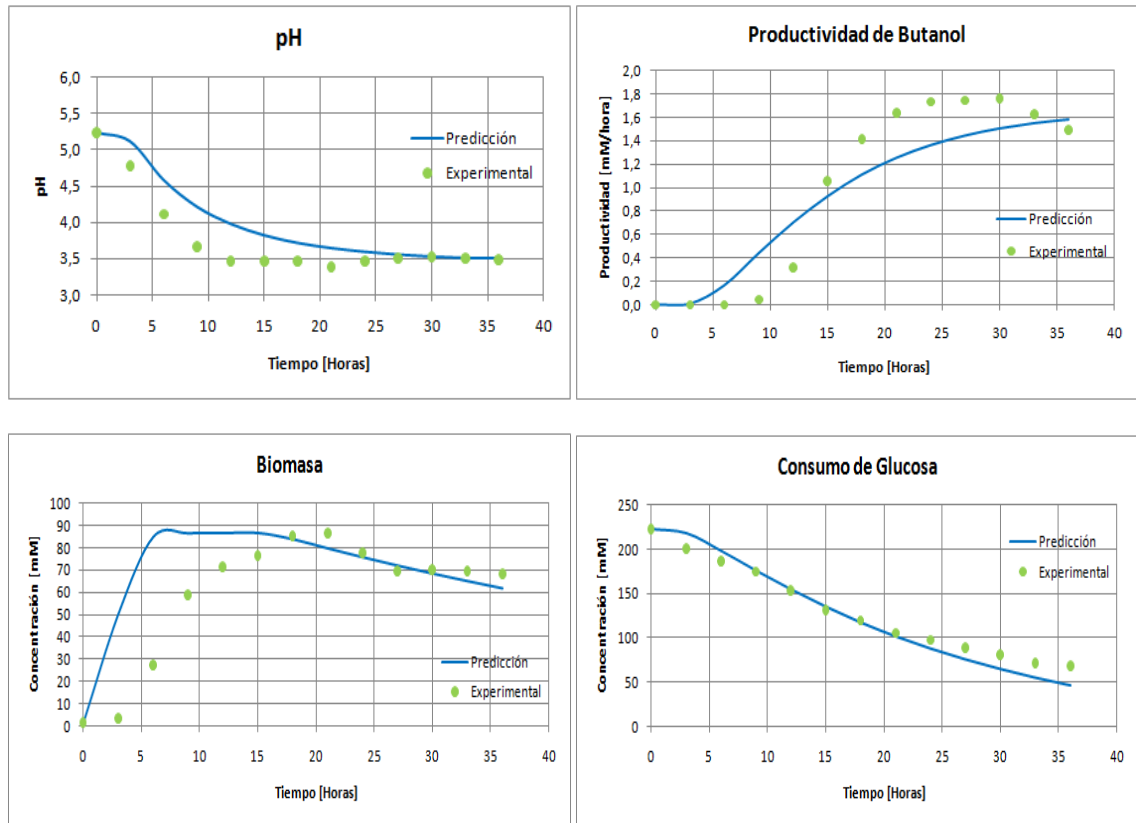 pH
6,0
5,5
5,0
4,5
4,0
3,5
3,0
pH
Predicción
Experimental
0 5 10 15 20 25 30 35 40
Tiempo [Horas]
Productividad de Butanol
2,0
1,8
1,6
1,4
1,2
1,0
0,8
0,6
0,4
0,2
0,0
Productividad [mM/hora]
Predicción
Experimental
0 5 10 15 20 25 30 35 40
Tiempo [Horas]
Biomasa
100
90
80
70
60
50
40
30
20
10
0
Concentración [mM]
Predicción
Experimental
0 5 10 15 20 25 30 35 40
Tiempo [Horas]
Consumo de Glucosa
250
200
150
100
50
0
Concentración [mM]
Predicción
Experimental
0 5 10 15 20 25 30 35 40
Tiempo [Horas]